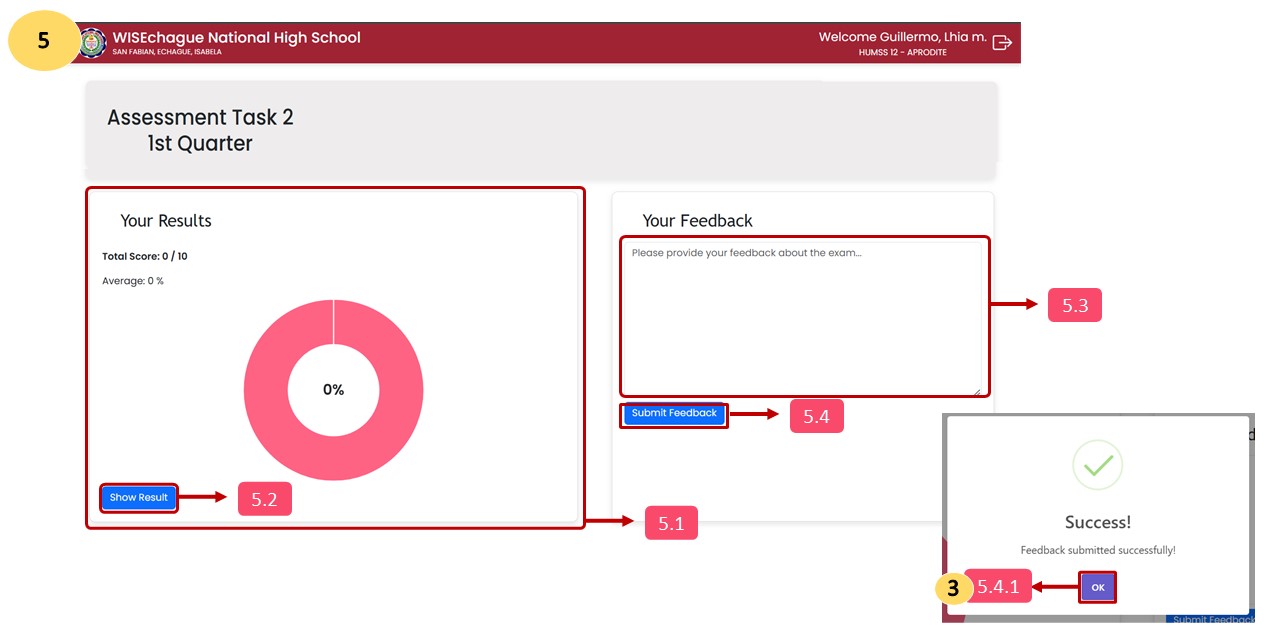 5
WISEchague National High School
SAN FABIAN, ECHAGUE, ISABELA
Welcome Guillermo, Lhia m.
HUMSS 12 - APRODITE
Assessment Task 2
1st Quarter
Your Results
Total Score: 0 / 10
Average: 0 %
0%
Show Result
5.2
5.1
Your Feedback
Please provide your feedback about the exam...
5.3
Submit Feedback
5.4
d
Success!
Feedback submitted successfully!
3
5.4.1
OK
Submit Feedback